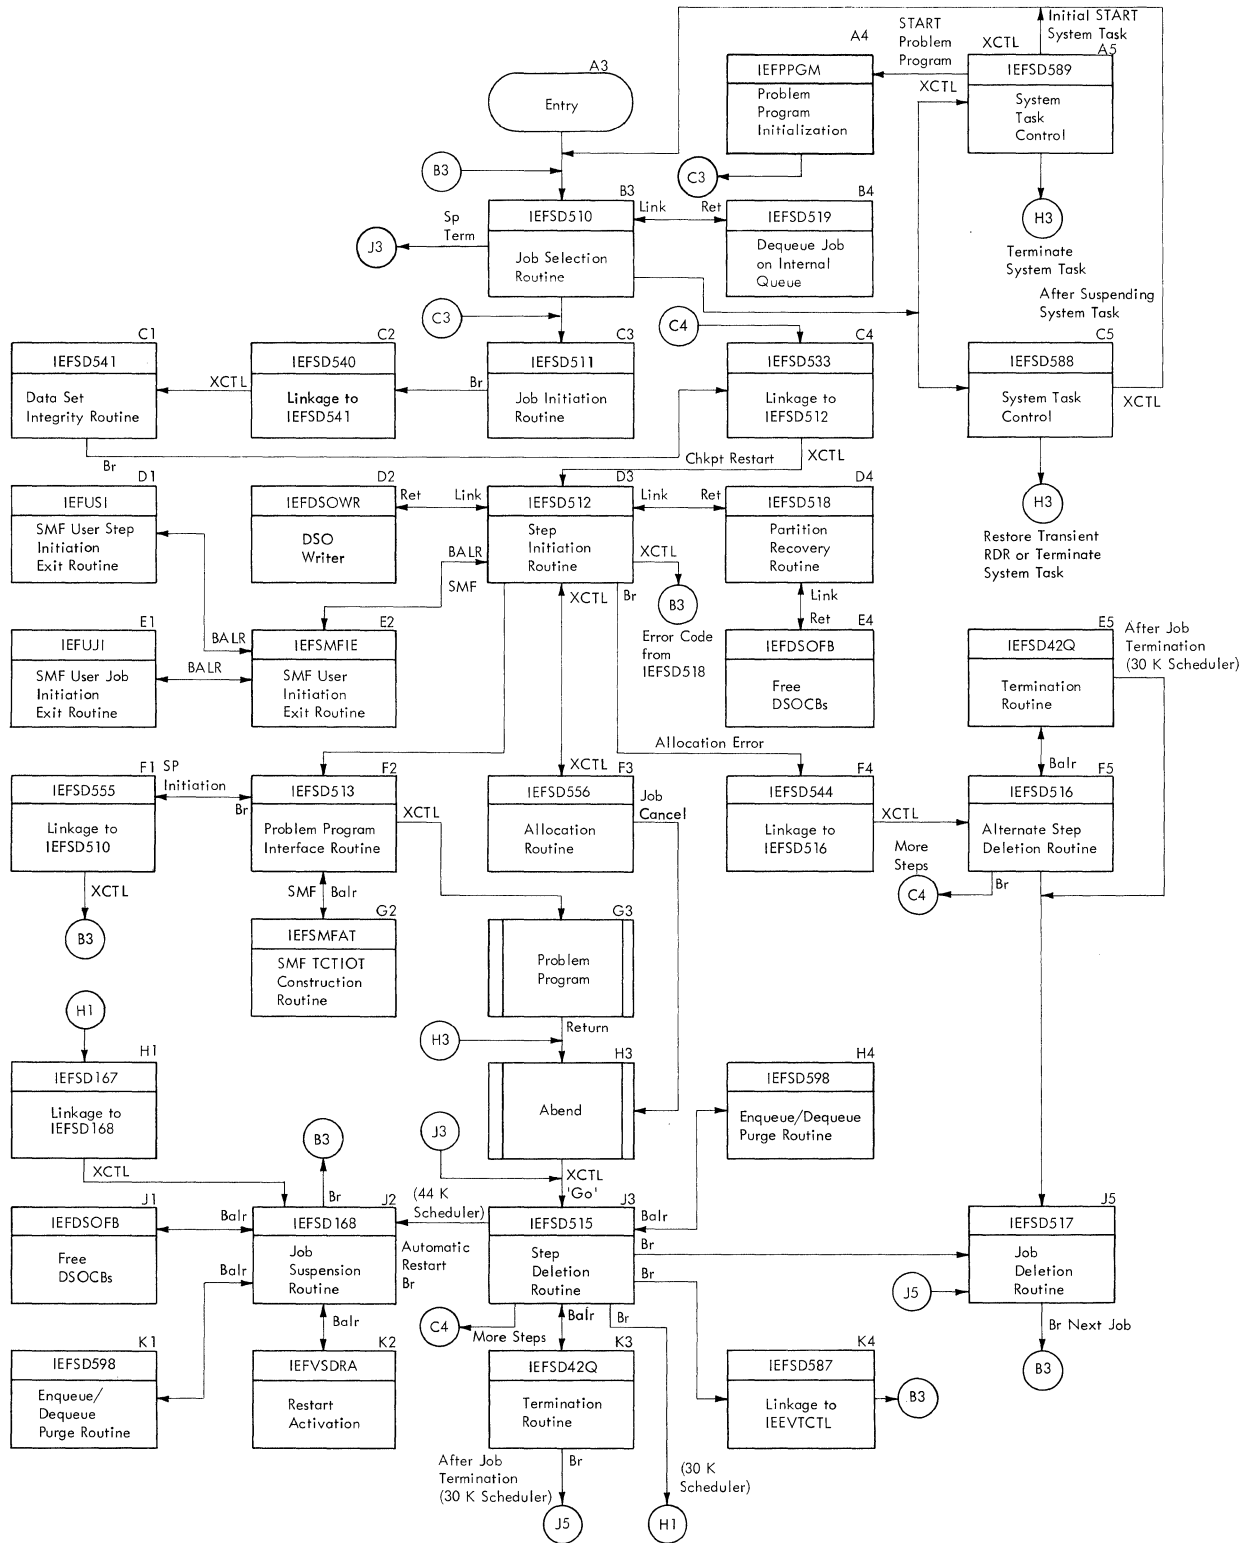 Initial START
System Task
START
Problem
Program
XCTL
A4
A5
A3
IEFPPGM
IEFSD589
XCTL
Entry
Problem
Program
Initialization
System
Task
Control
B3
C3
B3
B4
IEFSD510
Link
Ret
IEFSD519
H3
Sp
Term
J3
Job Selection
Routine
Dequeue Job
on Internal
Queue
Terminate
System Task
After Suspending
System Task
C3
C4
C1
C2
C3
C4
C5
IEFSD541
IEFSD540
IEFSD511
IEFSD533
IEFSD588
XCTL
Br
Data Set
Integrity Routine
Linkage to
IEFSD541
Job Initiation
Routine
Linkage to
IEFSD512
System Task
Control
XCTL
Br
Chkpt Restart
XCTL
D1
D2
D3
D4
IEFUSI
IEFDSOWR
Ret
Link
IEFSD512
Link
Ret
IEFSD518
H3
SMF User Step
Initiation
Exit Routine
DSO
Writer
Step
Initiation
Routine
Partition
Recovery
Routine
Restore Transient
RDR or Terminate
System Task
BALR
XCTL
SMF
XCTL
Br
B3
Link
Ret
E1
E2
Error Code
from
IEFSD518
E4
E5
After Job
Termination
(30 K Scheduler)
IEFUJI
BALR
BALR
IEFSMFIE
IEFDSOFB
IEFSD42Q
SMF User Job
Initiation
Exit Routine
SMF User
Initiation
Exit Routine
Free
DSOCBs
Termination
Routine
Allocation Error
F1
SP
Initiation
F2
XCTL
F3
F4
Balr
F5
IEFSD555
Br
IEFSD513
IEFSD556
Job
Cancel
IEFSD544
IEFSD516
XCTL
XCTL
Linkage to
IEFSD510
Problem Program
Interface Routine
Allocation
Routine
Linkage to
IEFSD516
Alternate Step
Deletion Routine
More
Steps
Br
C4
XCTL
B3
SMF
Balr
G2
G3
IEFSMFAT
SMF TCTIOT
Construction
Routine
Problem
Program
H1
Return
H3
H1
H3
H4
IEFSD167
IEFSD598
Linkage to
IEFSD168
Abend
Enqueue/Dequeue
Purge Routine
B3
J3
XCTL
XCTL
'Go'
J1
Br
J2
(44 K
Scheduler)
J3
J5
IEFDSOFB
Balr
IEFSD168
IEFSD515
Balr
IEFSD517
Br
Free
DSOCBs
Job
Suspension
Routine
Automatic
Restart
Br
Step
Deletion
Routine
Job
Deletion
Routine
Balr
Br
J5
Balr
C4
More Steps
Balr
Br
Br Next Job
K1
K2
K3
K4
B3
IEFSD598
IEFVSDRA
IEFSD42Q
IEFSD587
Enqueue/
Dequeue
Purge Routine
Restart
Activation
Termination
Routine
Linkage to
IEEVTCTL
B3
After Job
Termination
(30 K Scheduler)
Br
(30 K
Scheduler)
J5
H1